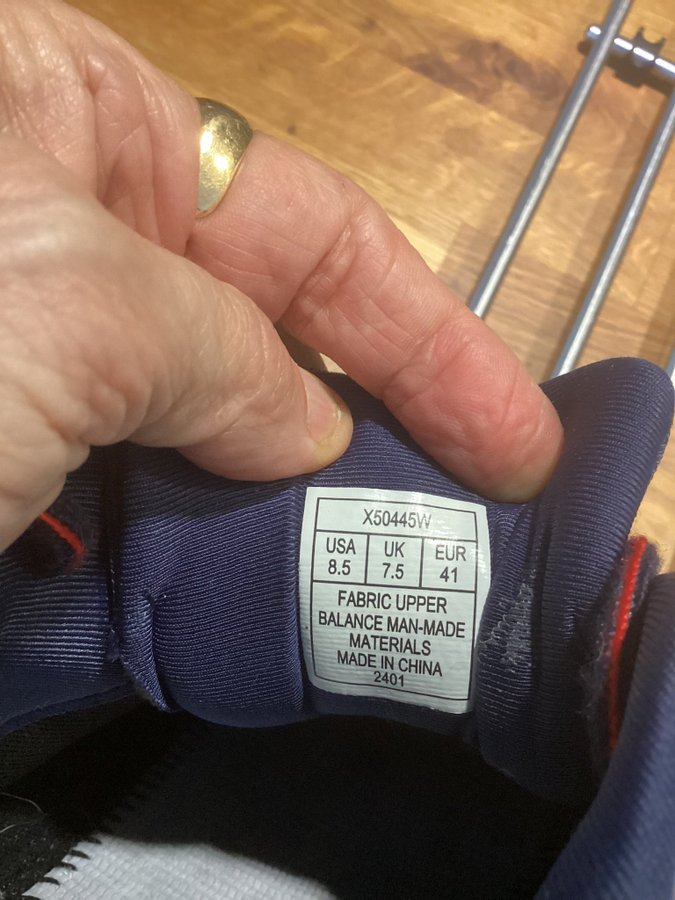 X50445W
USA UK EUR
8.5 7.5 41
FABRIC UPPER
BALANCE MAN-MADE
MATERIALS
MADE IN CHINA
2401